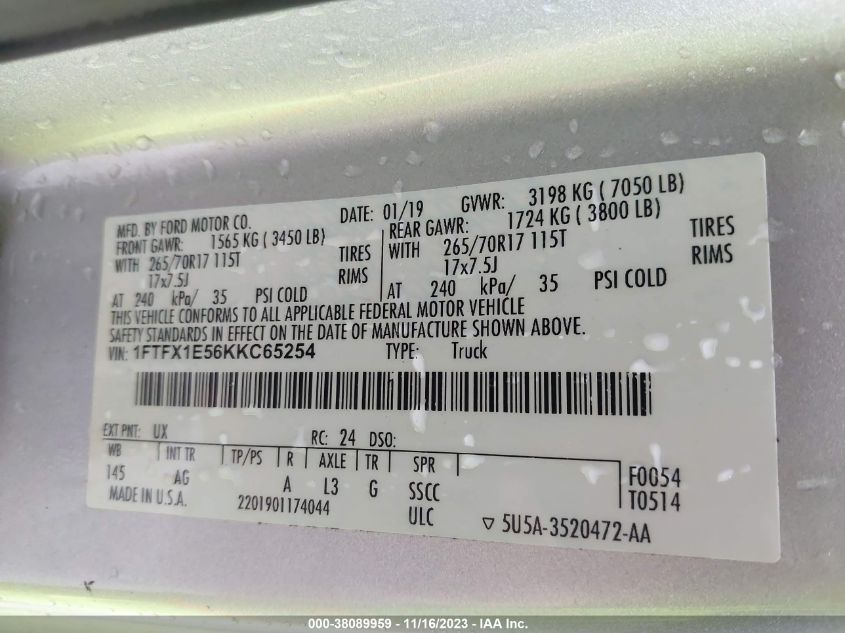 MFD. BY FORD MOTOR CO. DATE: 01/19 GVWR: 3198 KG ( 7050 LB)
FRONT GAWR: 1565 KG ( 3450 LB) REAR GAWR: 1724 KG ( 3800 LB)
WITH 265/70R17 115T TIRES WITH 265/70R17 115T TIRES
17x7.5J RIMS 17x7.5J RIMS
AT 240 kPa/ 35 PSI COLD AT 240 kPa/ 35 PSI COLD
THIS VEHICLE CONFORMS TO ALL APPLICABLE FEDERAL MOTOR VEHICLE
SAFETY STANDARDS IN EFFECT ON THE DATE OF MANUFACTURE SHOWN ABOVE.
VIN: 1FTFX1E56KKC65254 TYPE: Truck
EXT PNT: UX RC: 24 DSO:
WB INT TR TP/PS R AXLE TR SPR F0054
145 AG A L3 G SSCC T0514
MADE IN U.S.A. 2201901174044 ULC 5U5A-3520472-AA
000-38089959 - 11/16/2023 - IAA Inc.